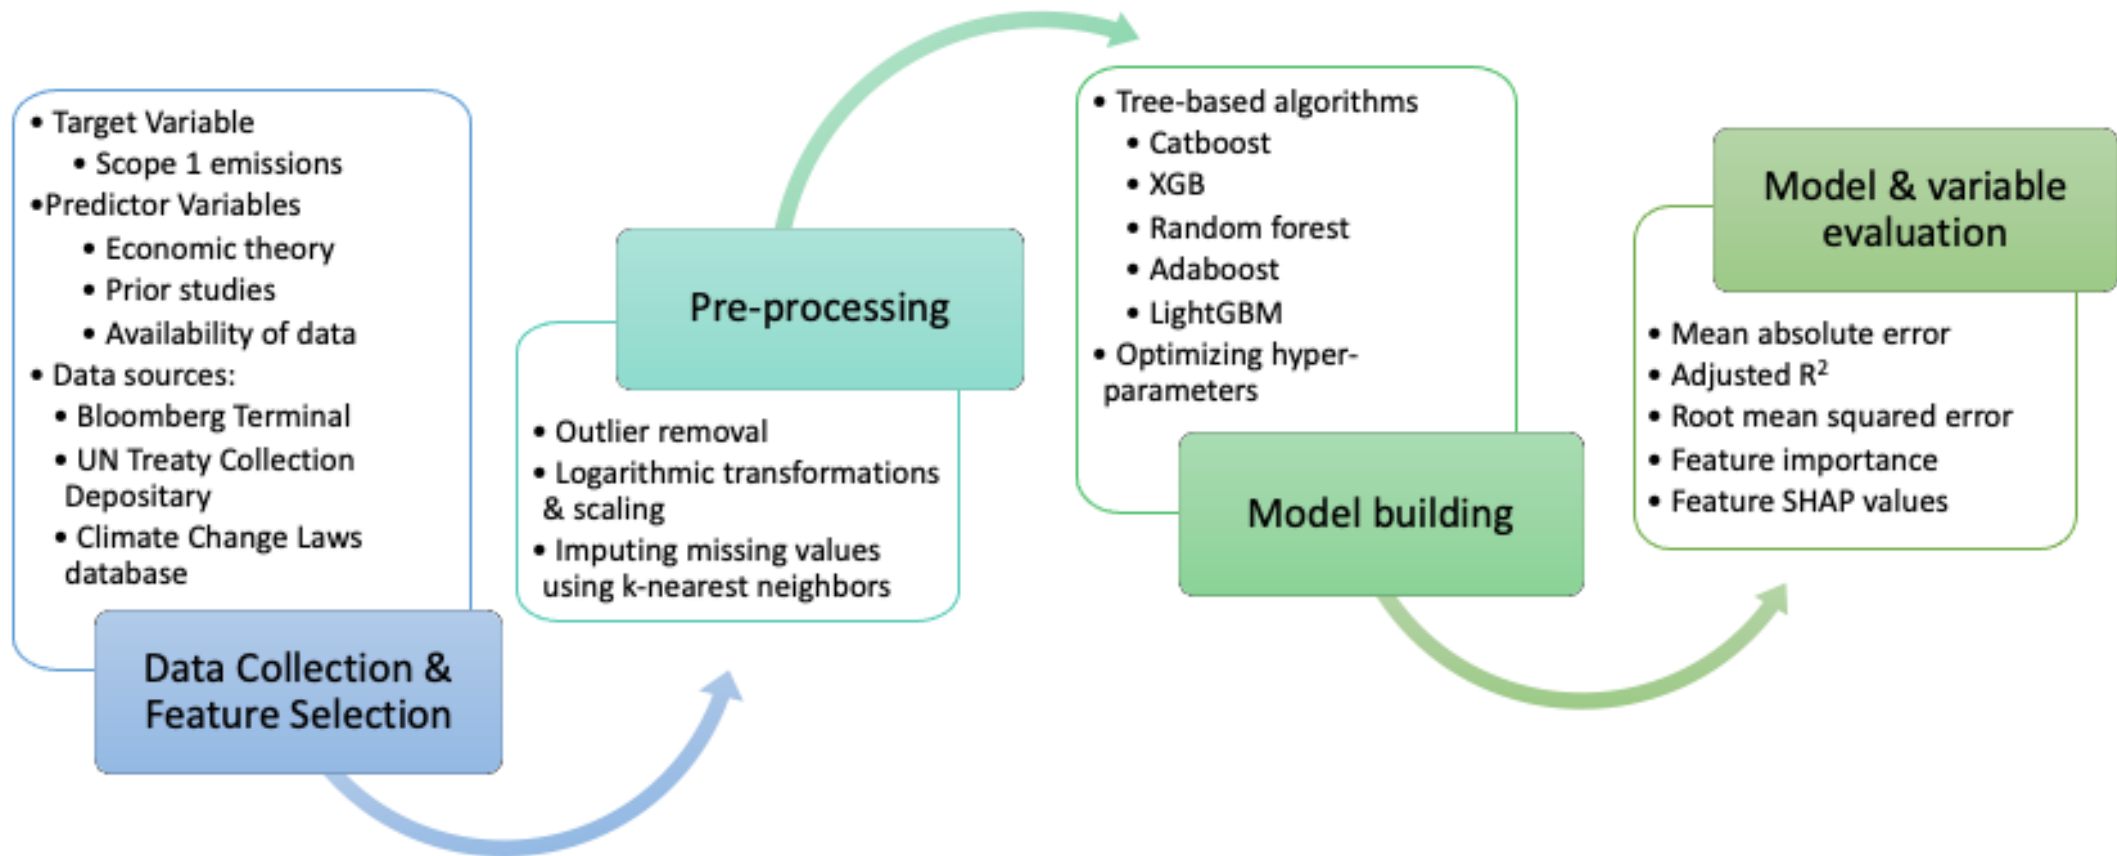 • Target Variable
• Scope 1 emissions
•Predictor Variables
• Economic theory
• Prior studies
• Availability of data
• Data sources:
• Bloomberg Terminal
• UN Treaty Collection
Depositary
• Climate Change Laws
database
Data Collection &
Feature Selection
Pre-processing
• Outlier removal
• Logarithmic transformations
& scaling
• Imputing missing values
using k-nearest neighbors
• Tree-based algorithms
• Catboost
• XGB
• Random forest
• Adaboost
• LightGBM
• Optimizing hyper-
parameters
Model building
Model & variable
evaluation
• Mean absolute error
• Adjusted R²
• Root mean squared error
• Feature importance
• Feature SHAP values